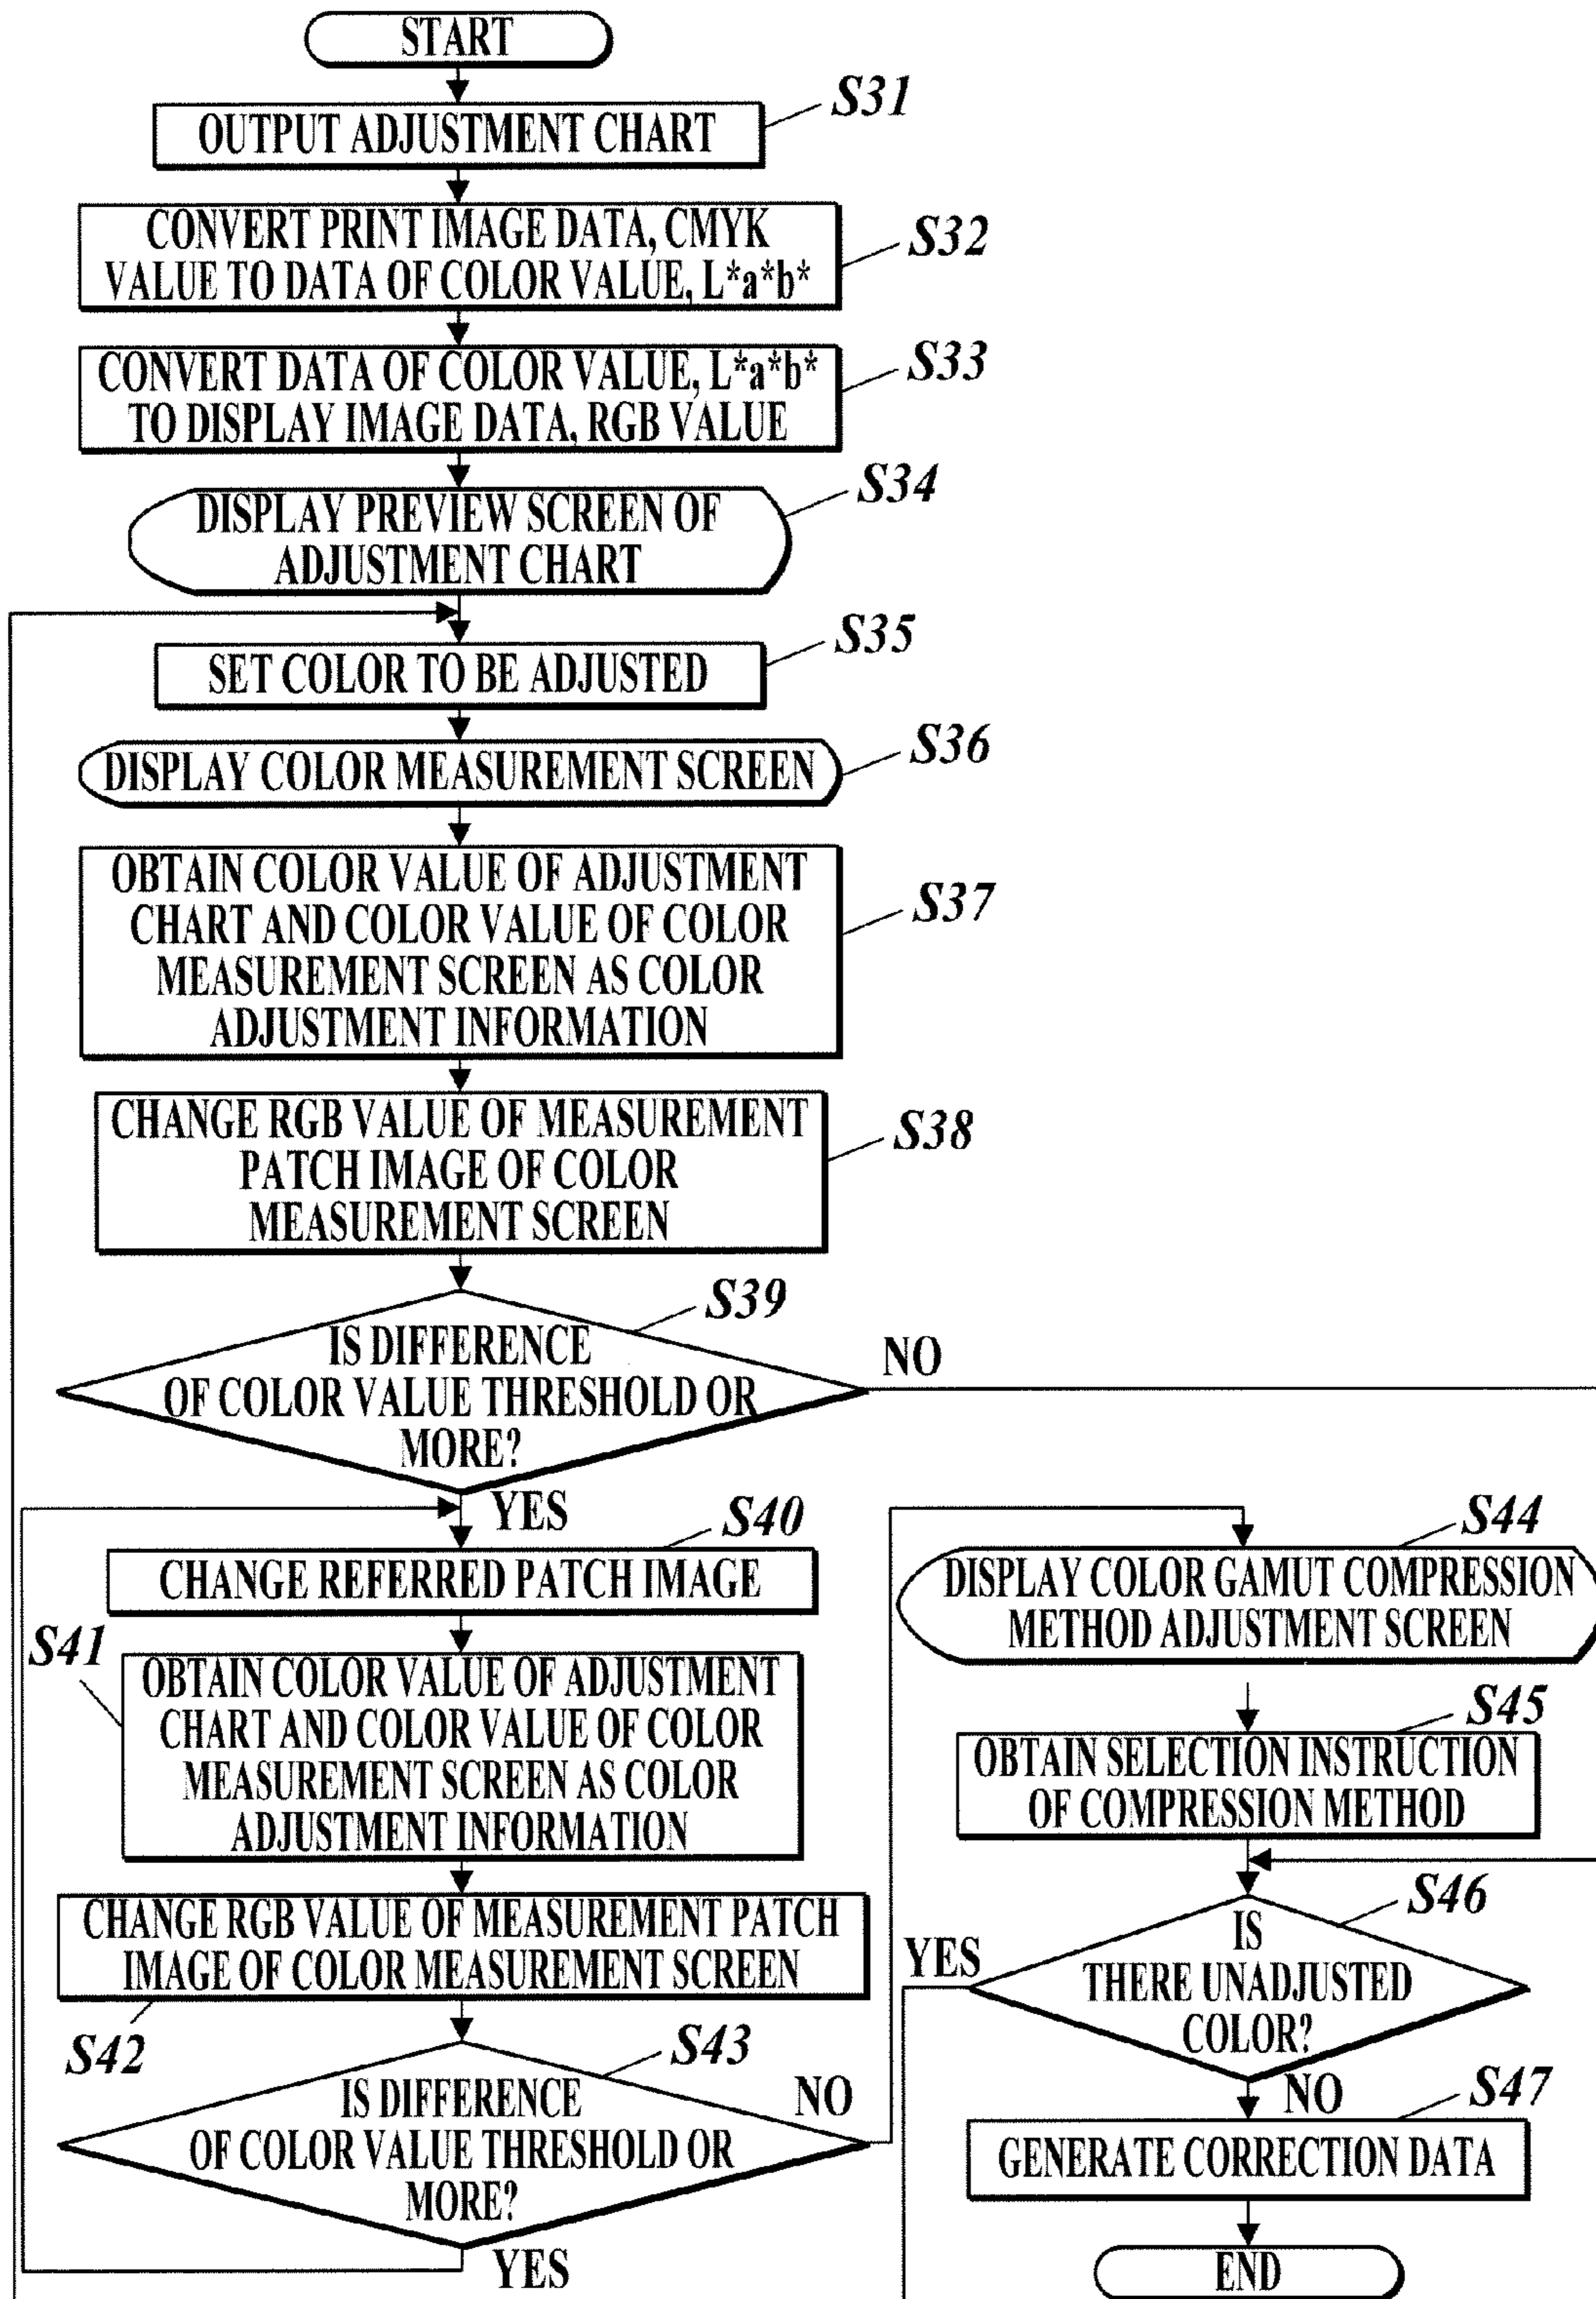 START
S31
OUTPUT ADJUSTMENT CHART
S32
CONVERT PRINT IMAGE DATA, CMYK
VALUE TO DATA OF COLOR VALUE, L*a*b*
S33
CONVERT DATA OF COLOR VALUE, L*a*b*
TO DISPLAY IMAGE DATA, RGB VALUE
S34
DISPLAY PREVIEW SCREEN OF
ADJUSTMENT CHART
S35
SET COLOR TO BE ADJUSTED
S36
DISPLAY COLOR MEASUREMENT SCREEN
S37
OBTAIN COLOR VALUE OF ADJUSTMENT
CHART AND COLOR VALUE OF COLOR
MEASUREMENT SCREEN AS COLOR
ADJUSTMENT INFORMATION
S38
CHANGE RGB VALUE OF MEASUREMENT
PATCH IMAGE OF COLOR
MEASUREMENT SCREEN
S39
IS DIFFERENCE
OF COLOR VALUE THRESHOLD OR
MORE?
NO
YES
S40
CHANGE REFERRED PATCH IMAGE
S41
OBTAIN COLOR VALUE OF ADJUSTMENT
CHART AND COLOR VALUE OF COLOR
MEASUREMENT SCREEN AS COLOR
ADJUSTMENT INFORMATION
CHANGE RGB VALUE OF MEASUREMENT PATCH
IMAGE OF COLOR MEASUREMENT SCREEN
S42
S43
IS DIFFERENCE
OF COLOR VALUE THRESHOLD OR
MORE?
NO
YES
S44
DISPLAY COLOR GAMUT COMPRESSION
METHOD ADJUSTMENT SCREEN
S45
OBTAIN SELECTION INSTRUCTION
OF COMPRESSION METHOD
S46
IS
THERE UNADJUSTED
COLOR?
YES
NO
S47
GENERATE CORRECTION DATA
END